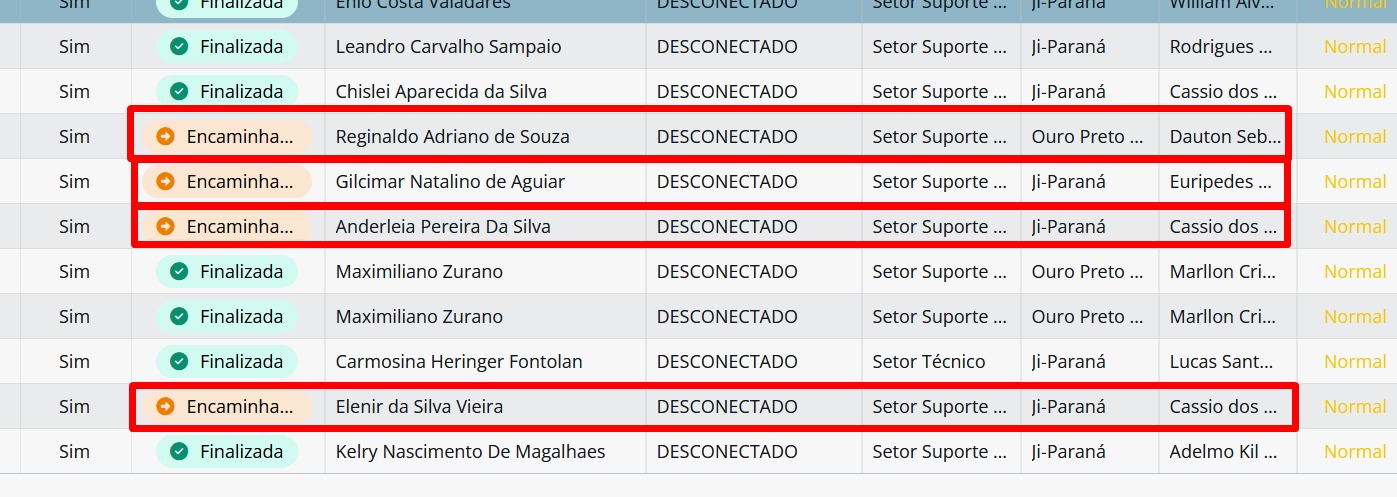 Sim Finalizada Enio Costa Valadares DESCONECTADO Setor Suporte ... Ji-Paraná William Alv... Normal
Sim Finalizada Leandro Carvalho Sampaio DESCONECTADO Setor Suporte ... Ji-Paraná Rodrigues ... Normal
Sim Finalizada Chislei Aparecida da Silva DESCONECTADO Setor Suporte ... Ji-Paraná Cassio dos ... Normal
Sim Encaminha... Reginaldo Adriano de Souza DESCONECTADO Setor Suporte ... Ouro Preto ... Dauton Seb... Normal
Sim Encaminha... Gilcimar Natalino de Aguiar DESCONECTADO Setor Suporte ... Ji-Paraná Euripedes ... Normal
Sim Encaminha... Anderleia Pereira Da Silva DESCONECTADO Setor Suporte ... Ji-Paraná Cassio dos ... Normal
Sim Finalizada Maximiliano Zurano DESCONECTADO Setor Suporte ... Ouro Preto ... Marllon Cri... Normal
Sim Finalizada Maximiliano Zurano DESCONECTADO Setor Suporte ... Ouro Preto ... Marllon Cri... Normal
Sim Finalizada Carmosina Heringer Fontolan DESCONECTADO Setor Técnico Ji-Paraná Lucas Sant... Normal
Sim Encaminha... Elenir da Silva Vieira DESCONECTADO Setor Suporte ... Ji-Paraná Cassio dos ... Normal
Sim Finalizada Kelry Nascimento De Magalhaes DESCONECTADO Setor Suporte ... Ji-Paraná Adelmo Kil ... Normal